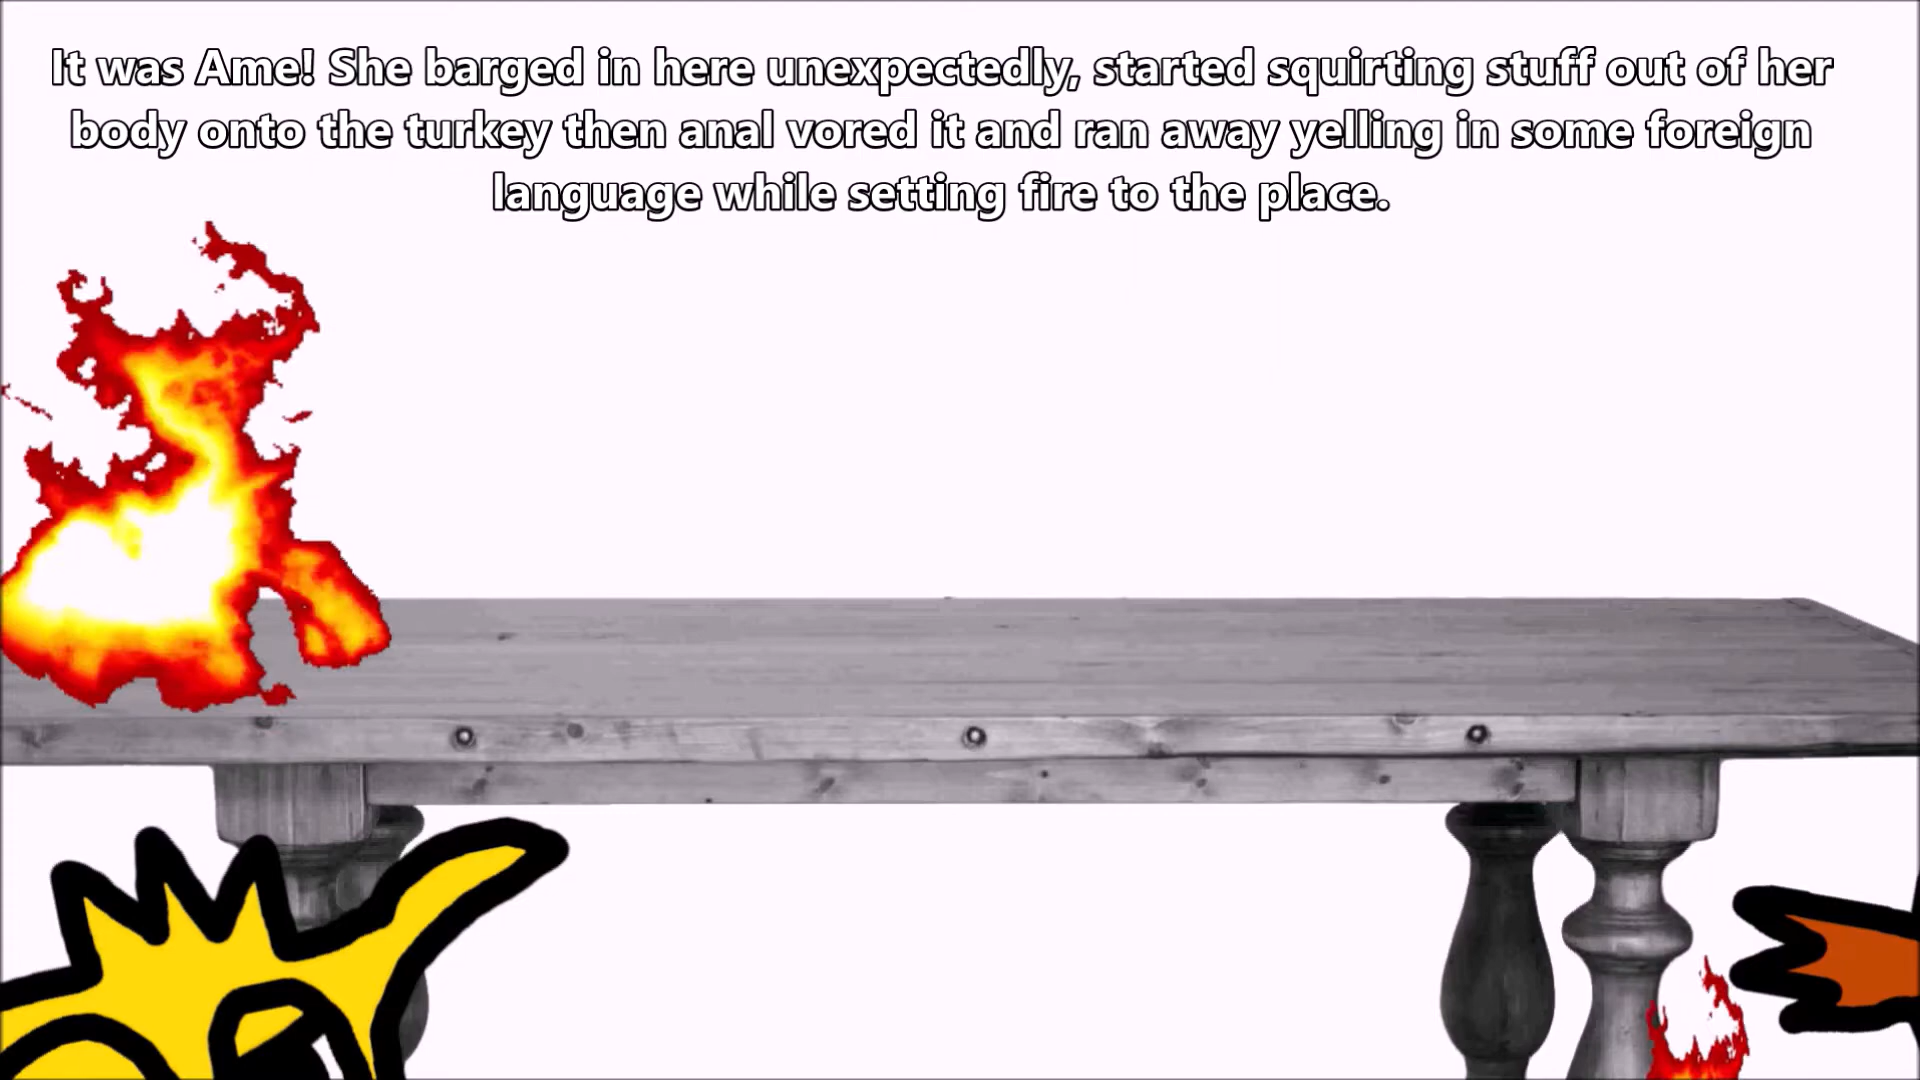 It was Ame! She barged in here unexpectedly, started squirting stuff out of her
body onto the turkey then anal vored it and ran away yelling in some foreign
language while setting fire to the place.